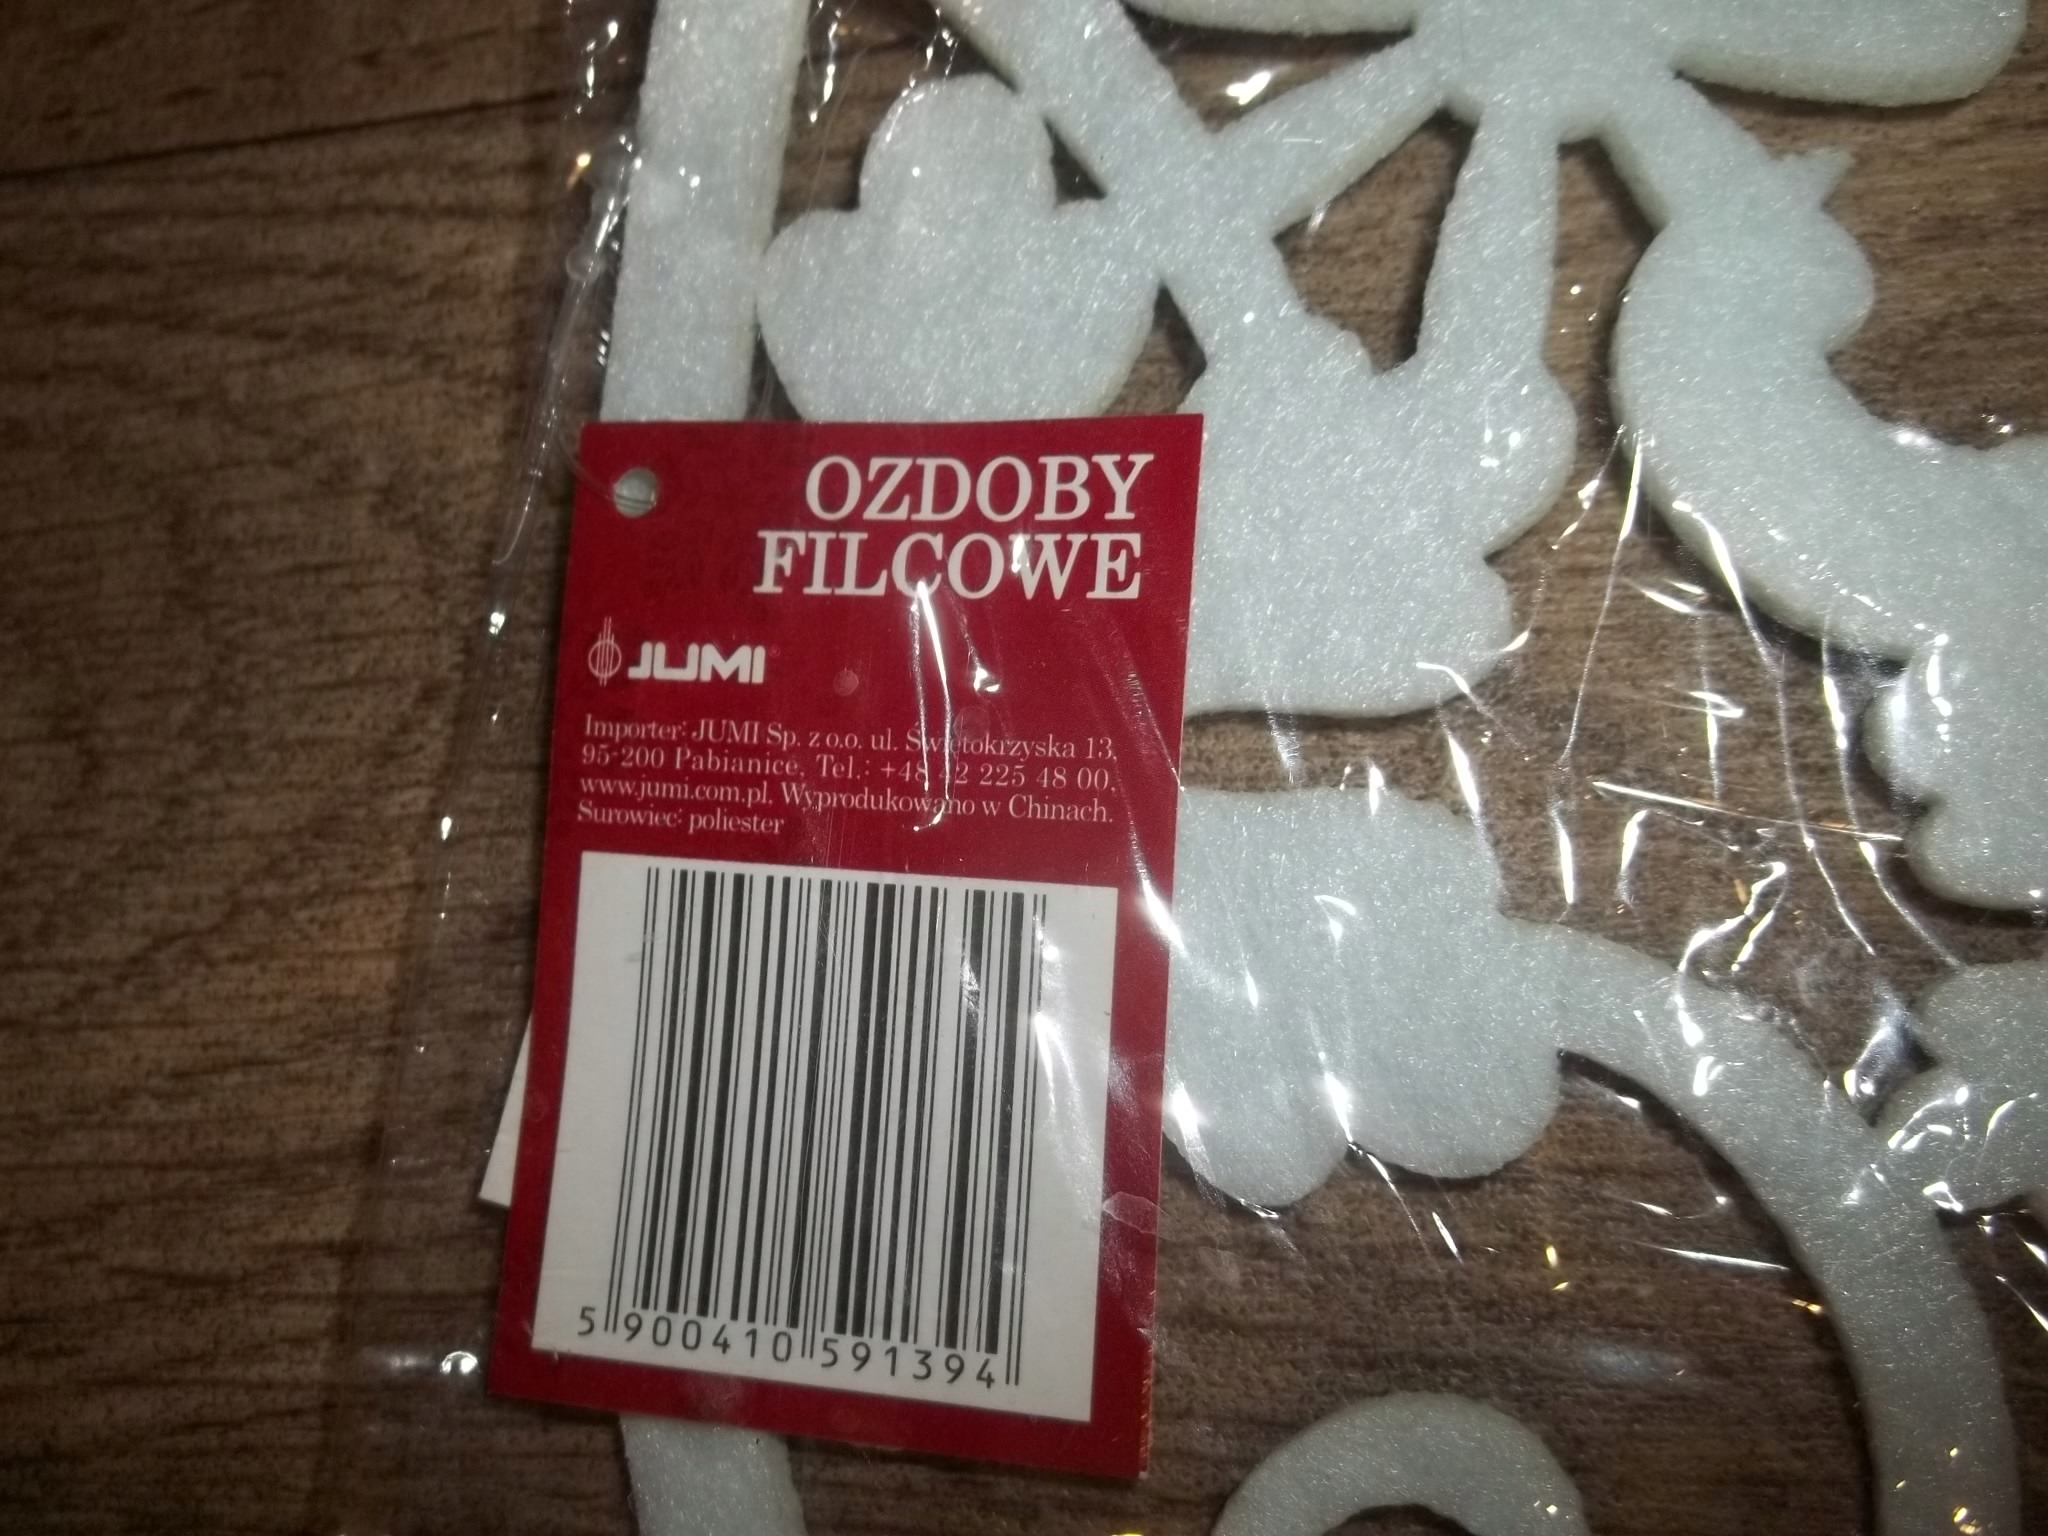 OZDOBY
FILCOWE
JUMI
Importer: JUMI Sp. z o.o. ul. Świętokrzyska 13,
95-200 Pabianice, Tel.: +48 42 225 48 00,
www.jumi.com.pl, Wyprodukowano w Chinach.
Surowiec: poliester
5 900410 591394